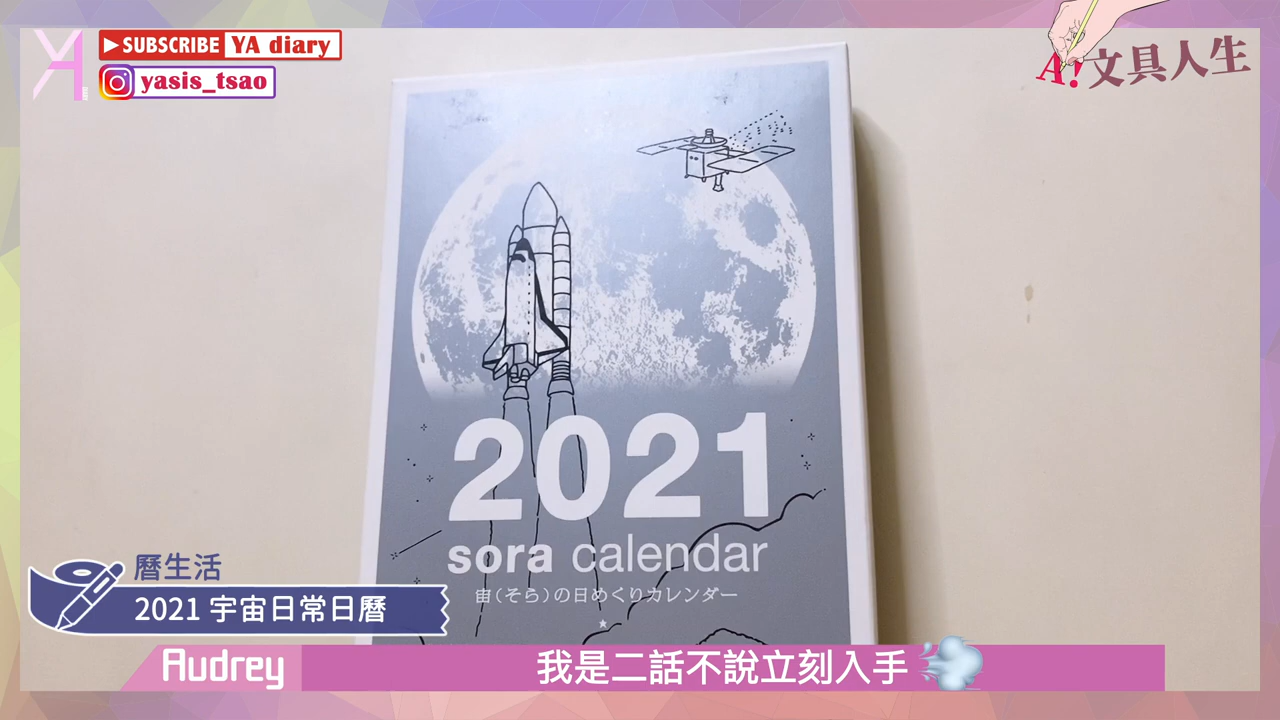 YA
SUBSCRIBE YA diary
yasis_tsao
A!文具人生
2021
sora calendar
宙(そら)の日めくりカレンダー
曆生活
2021 宇宙日常日曆
Audrey
我是二話不說立刻入手